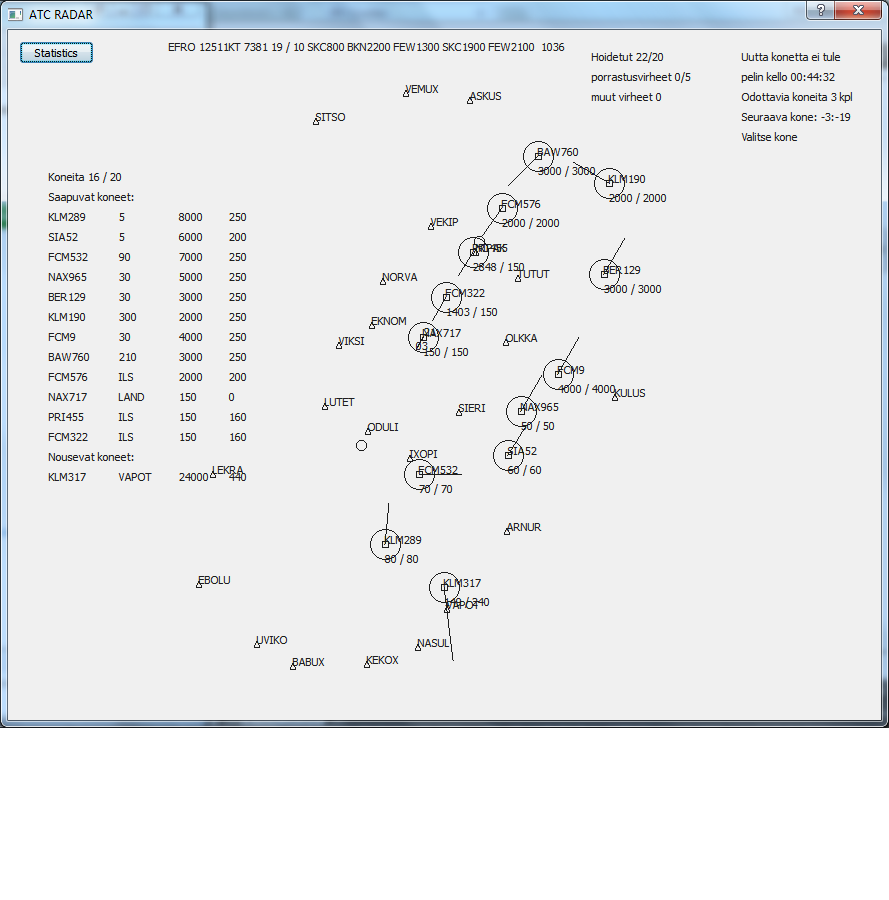 ATC RADAR
Statistics
EFRO 12511KT 7381 19 / 10 SKC800 BKN2200 FEW1300 SKC1900 FEW2100 1036
Hoidetut 22/20
porrastusvirheet 0/5
muut virheet 0
Uutta konetta ei tule
pelin kello 00:44:32
Odottavia koneita 3 kpl
Seuraava kone: -3:-19
Valitse kone
Koneita 16 / 20
Saapuvat koneet:
KLM289 5 8000 250
SIA52 5 6000 200
FCM532 90 7000 250
NAX965 30 5000 250
BER129 30 3000 250
KLM190 300 2000 250
FCM9 30 4000 250
BAW760 210 3000 250
FCM576 ILS 2000 200
NAX717 LAND 150 0
PRI455 ILS 150 160
FCM322 ILS 150 160
Nousevat koneet:
KLM317 VAPOT 24000 440
VEMUX
ASKUS
SITSO
BAW760
3000 / 3000
KLM190
2000 / 2000
FCM576
2000 / 2000
VEKIP
2848 / 150
BER129
3000 / 3000
TUTUT
NORVA
FCM322
1403 / 150
EKNOM
NAX717
03
150 / 150
VIKSI
OLKKA
FCM9
4000 / 4000
KULUS
LUTET
SIERI
NAX965
50 / 50
ODULI
SIA52
60 / 60
IXOPI
FCM532
70 / 70
LEKRA
ARNUR
KLM289
80 / 80
EBOLU
KLM317
140 / 240
VAPOT
UVIKO
NASUL
BABUX
KEKOX